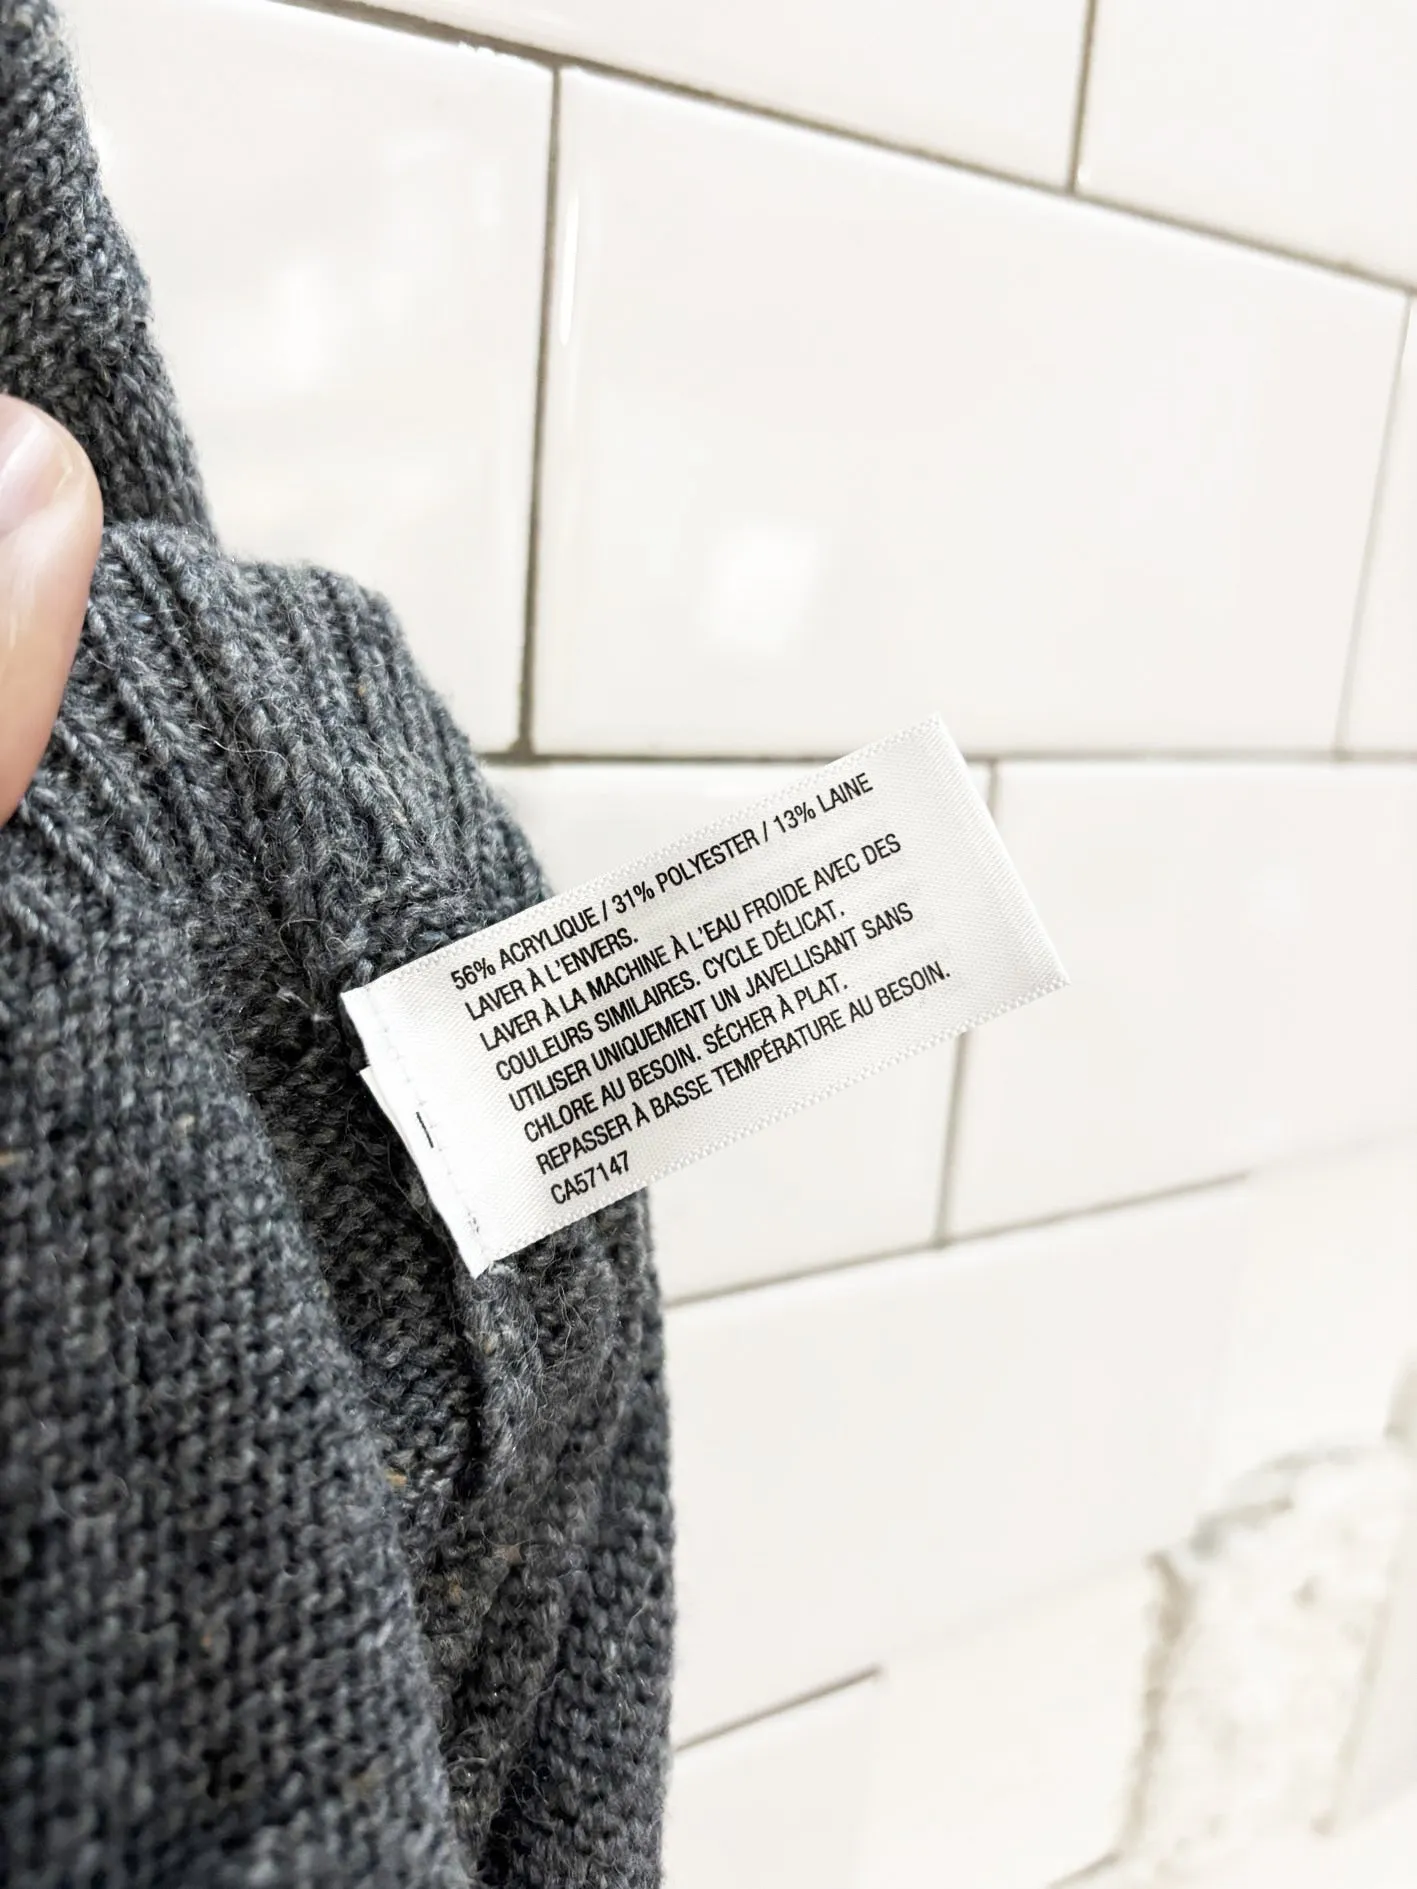 56% ACRYLIQUE / 31% POLYESTER / 13% LAINE
LAVER À L'ENVERS.
LAVER À LA MACHINE À L'EAU FROIDE AVEC DES
COULEURS SIMILAIRES. CYCLE DÉLICAT.
UTILISER UNIQUEMENT UN JAVELLISANT SANS
CHLORE AU BESOIN. SÉCHER À PLAT.
REPASSER À BASSE TEMPÉRATURE AU BESOIN.
CA57147